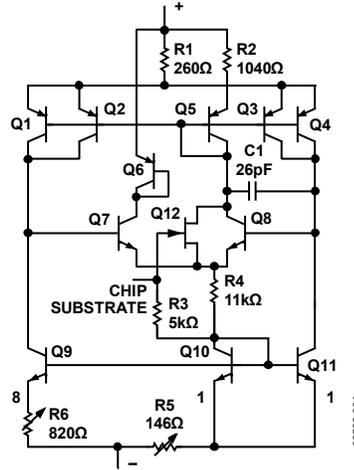 +
R1
260Ω
R2
1040Ω
Q1
Q2
Q5
Q3
Q4
C1
26pF
Q6
Q7
Q12
Q8
CHIP
SUBSTRATE
R4
11kΩ
R3
5kΩ
Q9
Q10
Q11
8
1
1
R6
820Ω
R5
146Ω
–